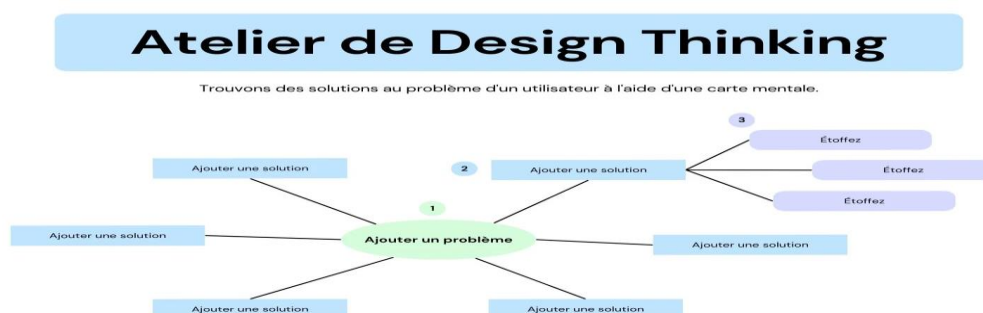 Atelier de Design Thinking
Trouvons des solutions au problème d'un utilisateur à l'aide d'une carte mentale.
3
Étoffez
Ajouter une solution
2
Ajouter une solution
Étoffez
Étoffez
1
Ajouter une solution
Ajouter un problème
Ajouter une solution
Ajouter une solution
Ajouter une solution